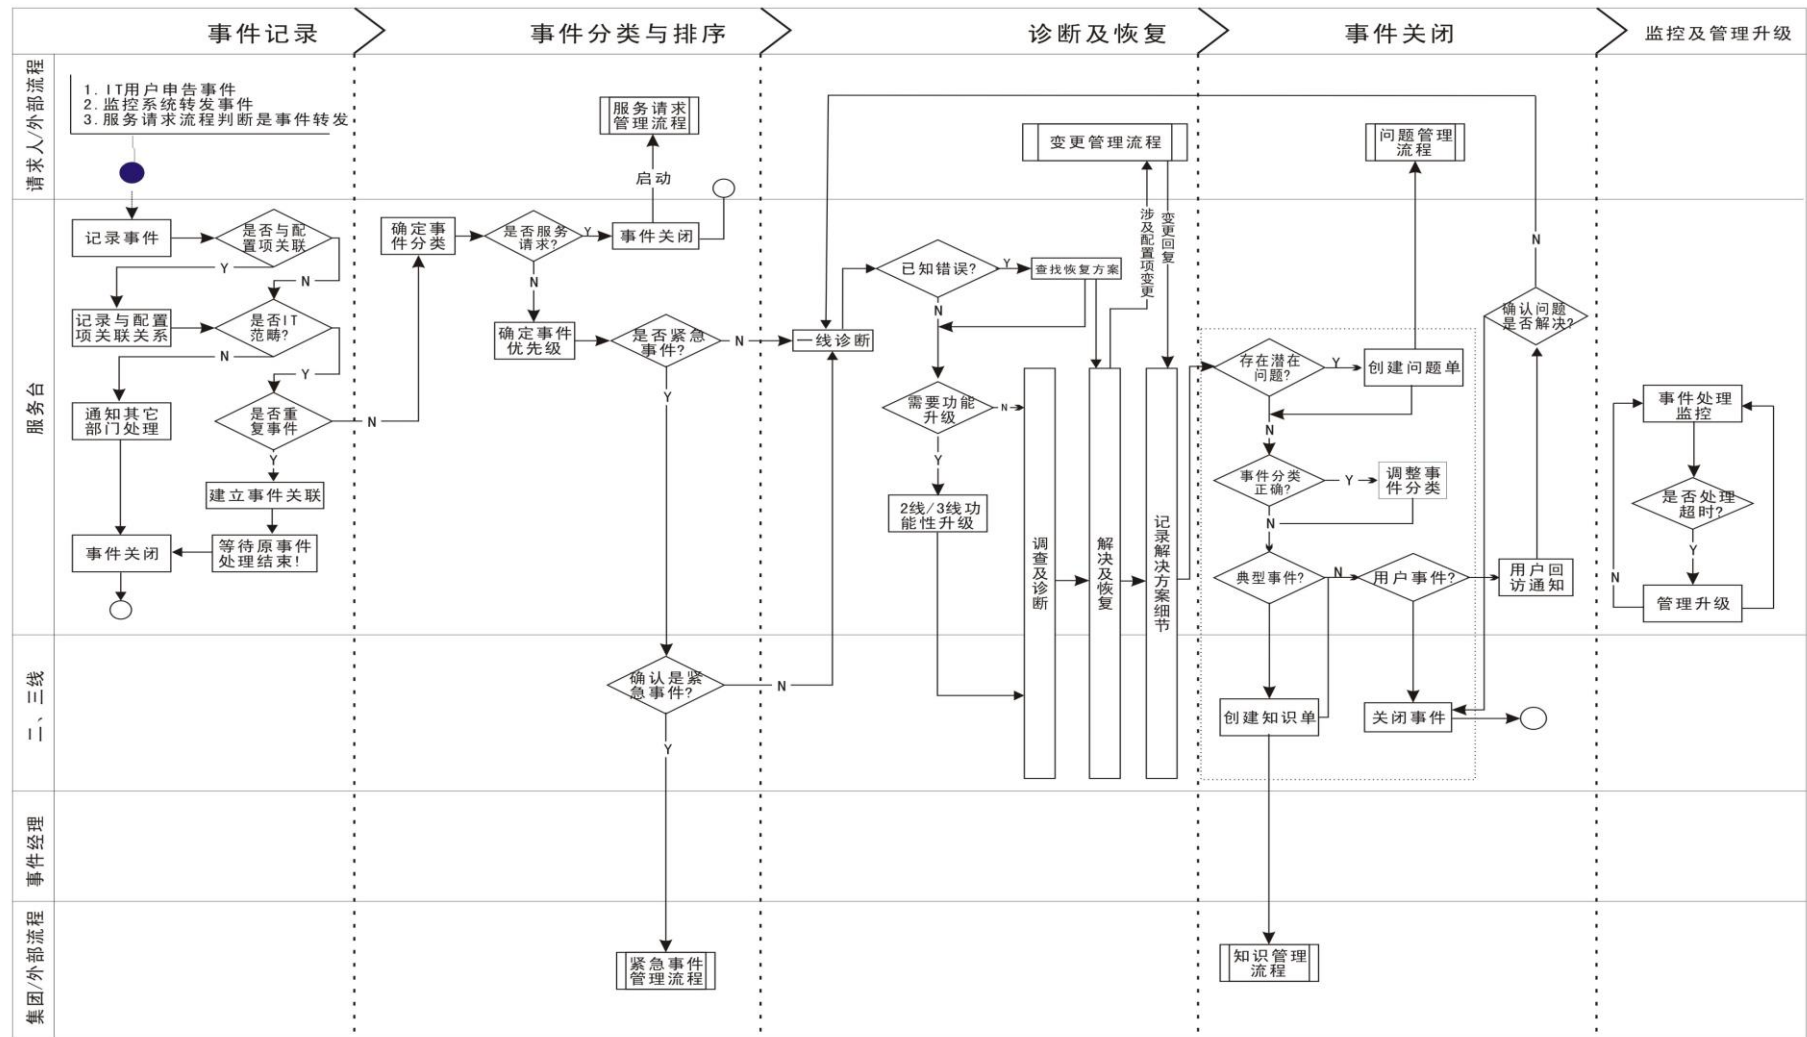 事件记录
事件分类与排序
诊断及恢复
事件关闭
监控及管理升级
请求人/外部流程
1. IT用户申告事件
2. 监控系统转发事件
3. 服务请求流程判断是事件转发
服务请求
管理流程
启动
变更管理流程
问题管理
流程
涉及配置项变更
变更回复
N
服务台
记录事件
是否与配
置项关联
Y
N
记录与配置
项关联关系
是否IT
范畴?
N
Y
通知其它
部门处理
是否重
复事件
N
Y
建立事件关联
等待原事件
处理结束!
事件关闭
确定事
件分类
是否服务
请求?
Y
事件关闭
N
确定事件
优先级
是否紧急
事件?
N
Y
一线诊断
已知错误?
Y
查找恢复方案
N
需要功能
升级
N
Y
2线/3线功
能性升级
调查及诊断
解决及恢复
记录解决方案细节
存在潜在
问题?
Y
创建问题单
N
事件分类
正确?
Y
调整事
件分类
N
典型事件?
N
用户事件?
用户回
访通知
确认问题
是否解决?
事件处理
监控
是否处理
超时?
Y
N
管理升级
二、三线
确认是紧
急事件?
N
Y
创建知识单
关闭事件
事件经理
集团/外部流程
紧急事件
管理流程
知识管理
流程